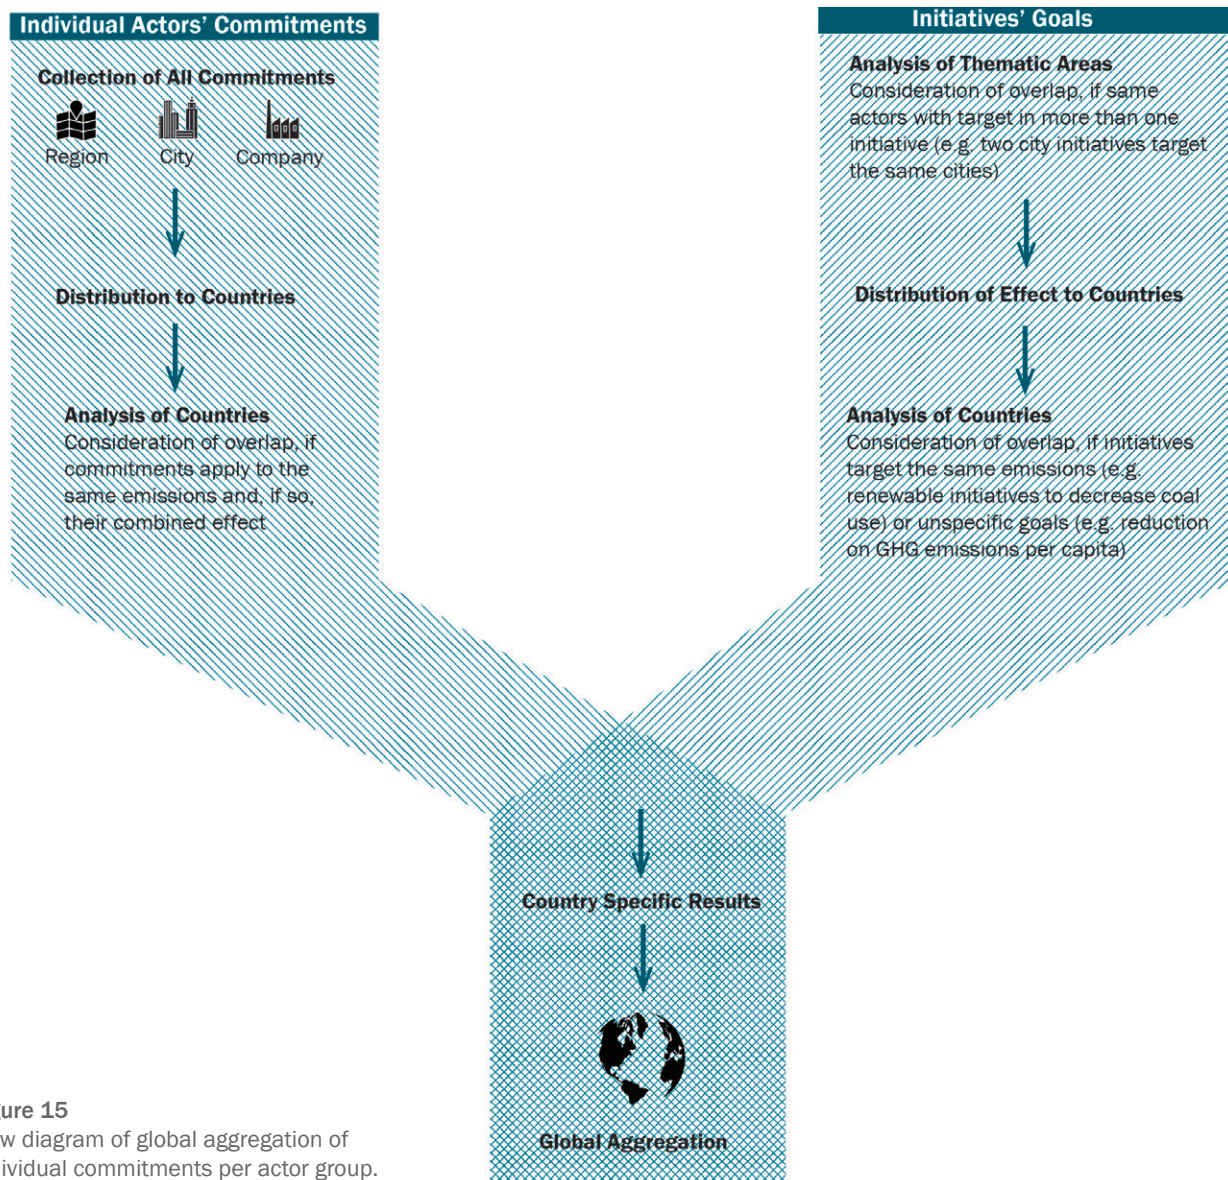 Individual Actors' Commitments
Collection of All Commitments
Region City Company
Distribution to Countries
Analysis of Countries
Consideration of overlap, if
commitments apply to the
same emissions and, if so,
their combined effect
Initiatives' Goals
Analysis of Thematic Areas
Consideration of overlap, if same
actors with target in more than one
initiative (e.g. two city initiatives target
the same cities)
Distribution of Effect to Countries
Analysis of Countries
Consideration of overlap, if initiatives
target the same emissions (e.g.
renewable initiatives to decrease coal
use) or unspecific goals (e.g. reduction
on GHG emissions per capita)
Country Specific Results
Global Aggregation
gure 15
w diagram of global aggregation of
ividual commitments per actor group.